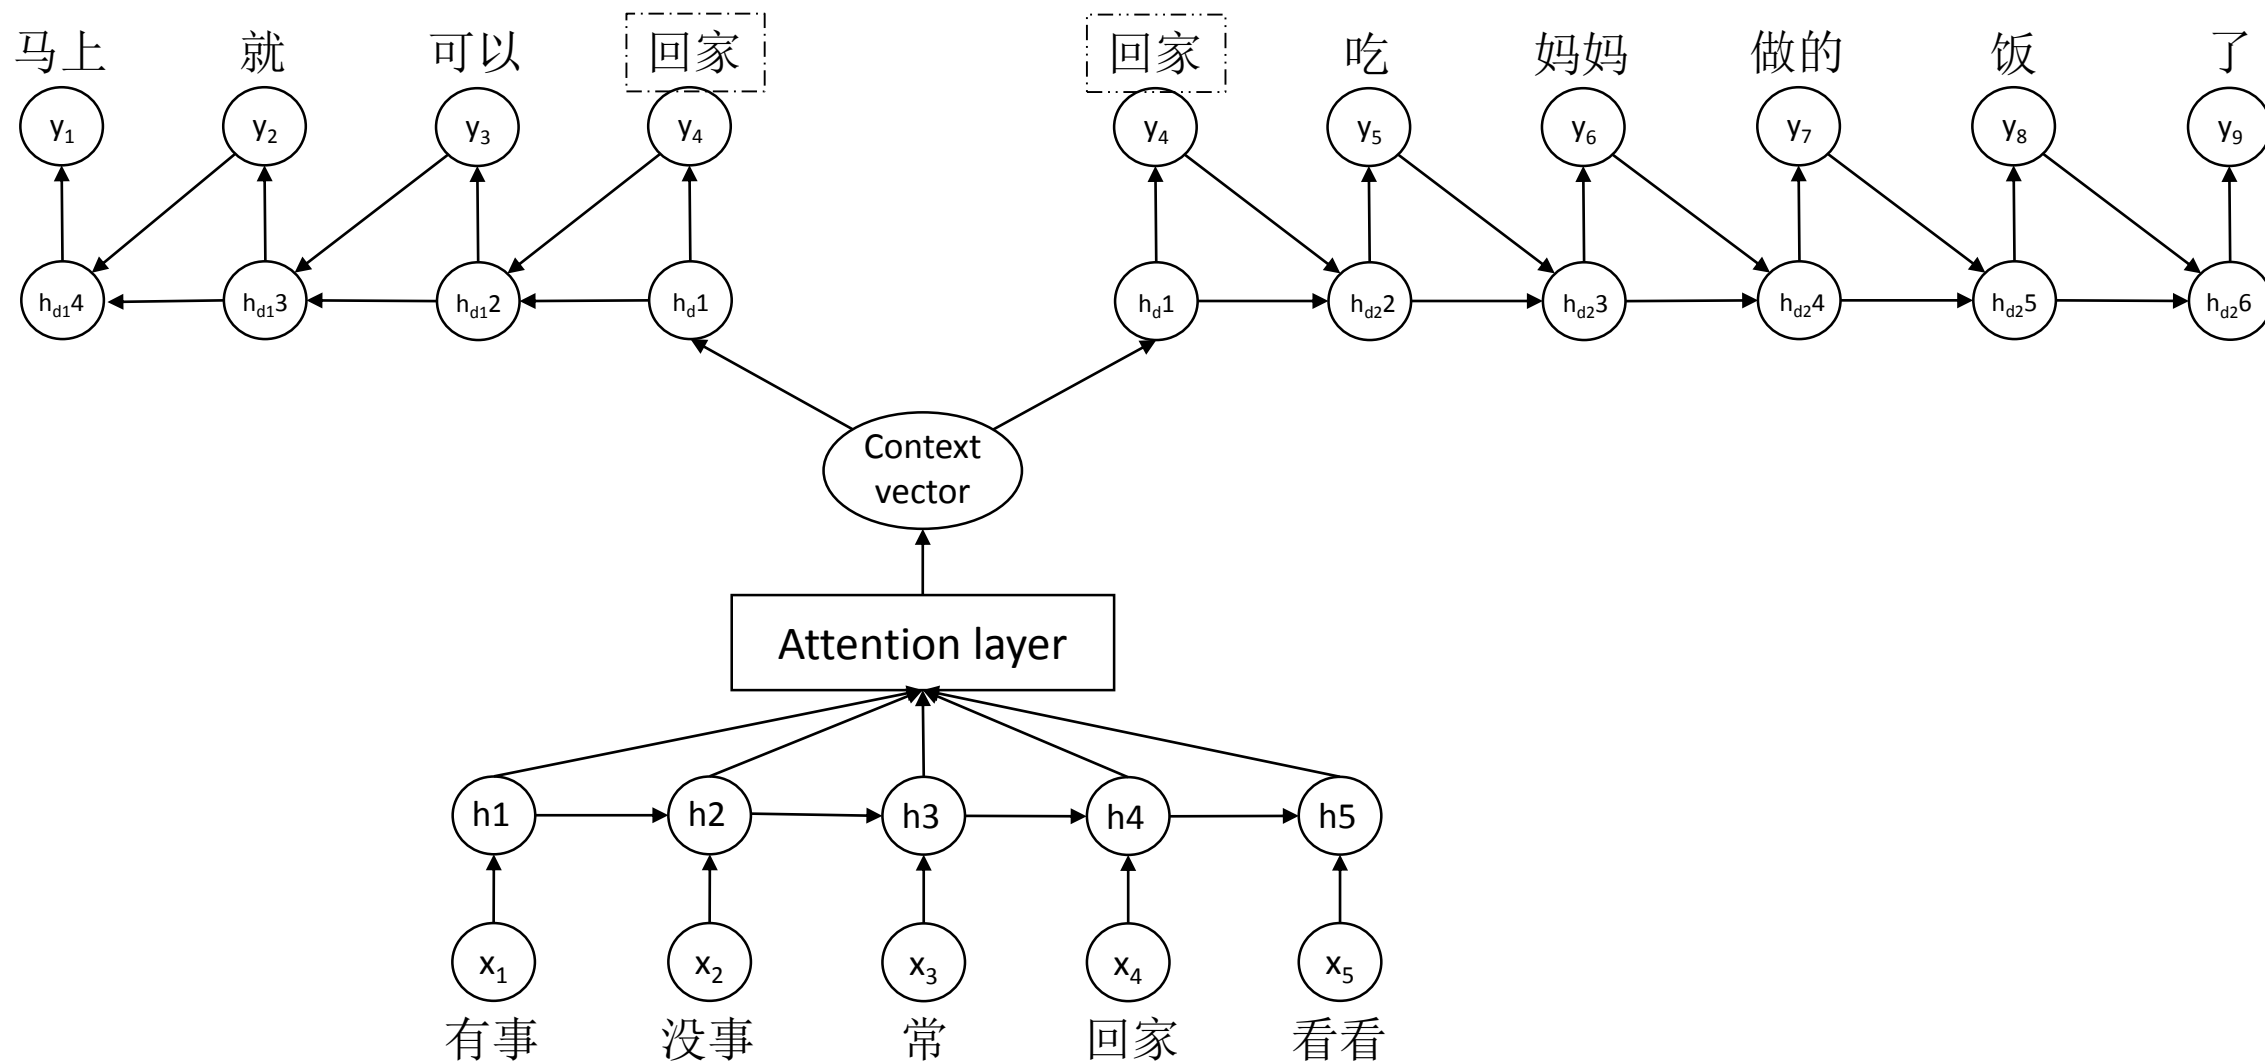 马上 就 可以 回家 回家 吃 妈妈 做的 饭 了
y1 y2 y3 y4 y4 y5 y6 y7 y8 y9
hd14 hd13 hd12 hd1 hd1 hd22 hd23 hd24 hd25 hd26
Context
vector
Attention layer
h1 h2 h3 h4 h5
x1 x2 x3 x4 x5
有事 没事 常 回家 看看